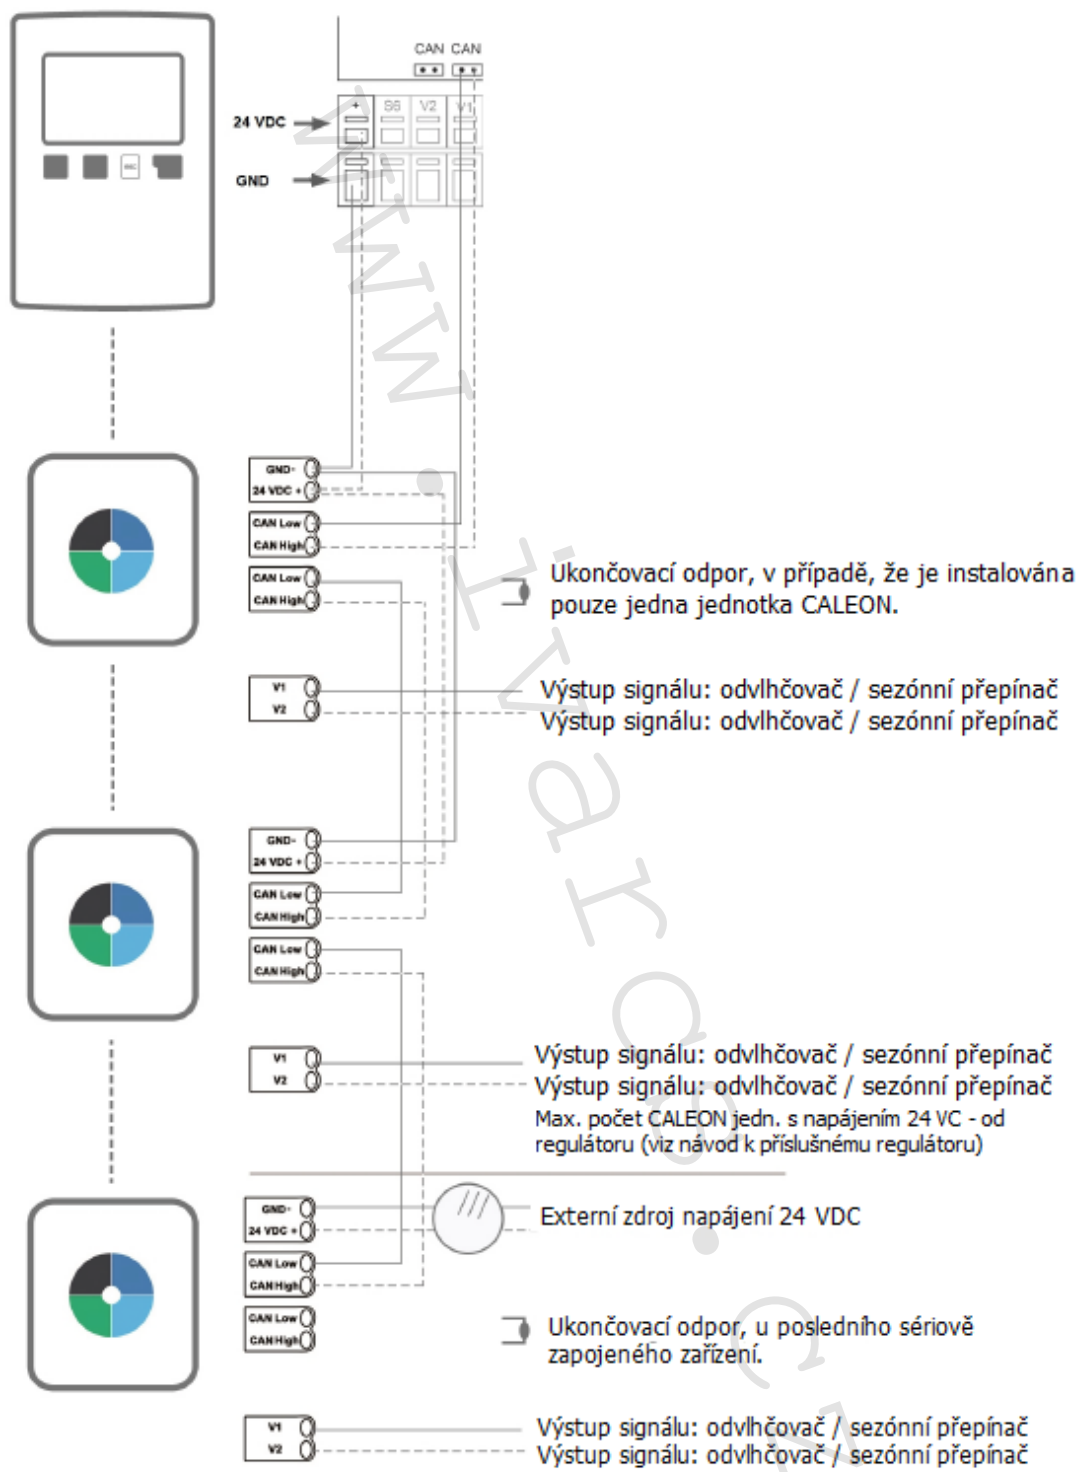 CAN CAN
+ S6 V2 V1
24 VDC
GND
GND-
24 VDC +
CAN Low
CAN High
CAN Low
CAN High
Ukončovací odpor, v případě, že je instalována
pouze jedna jednotka CALEON.
V1
V2
Výstup signálu: odvlhčovač / sezónní přepínač
Výstup signálu: odvlhčovač / sezónní přepínač
GND-
24 VDC +
CAN Low
CAN High
CAN Low
CAN High
V1
V2
Výstup signálu: odvlhčovač / sezónní přepínač
Výstup signálu: odvlhčovač / sezónní přepínač
Max. počet CALEON jedn. s napájením 24 VC - od
regulátoru (viz návod k příslušnému regulátoru)
GND-
24 VDC +
Externí zdroj napájení 24 VDC
CAN Low
CAN High
CAN Low
CAN High
Ukončovací odpor, u posledního sériově
zapojeného zařízení.
V1
V2
Výstup signálu: odvlhčovač / sezónní přepínač
Výstup signálu: odvlhčovač / sezónní přepínač
www.ivarcs.cz